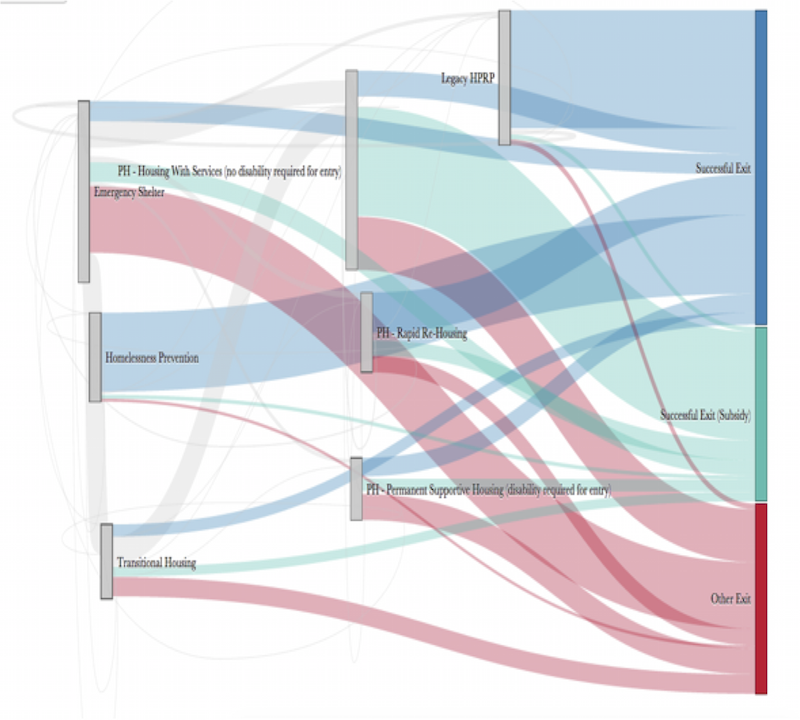 Legacy HPRP
Successful Exit
PH - Housing With Services (no disability required for entry)
Emergency Shelter
PH - Rapid Re-Housing
Homelessness Prevention
Successful Exit (Subsidy)
PH - Permanent Supportive Housing (disability required for entry)
Transitional Housing
Other Exit